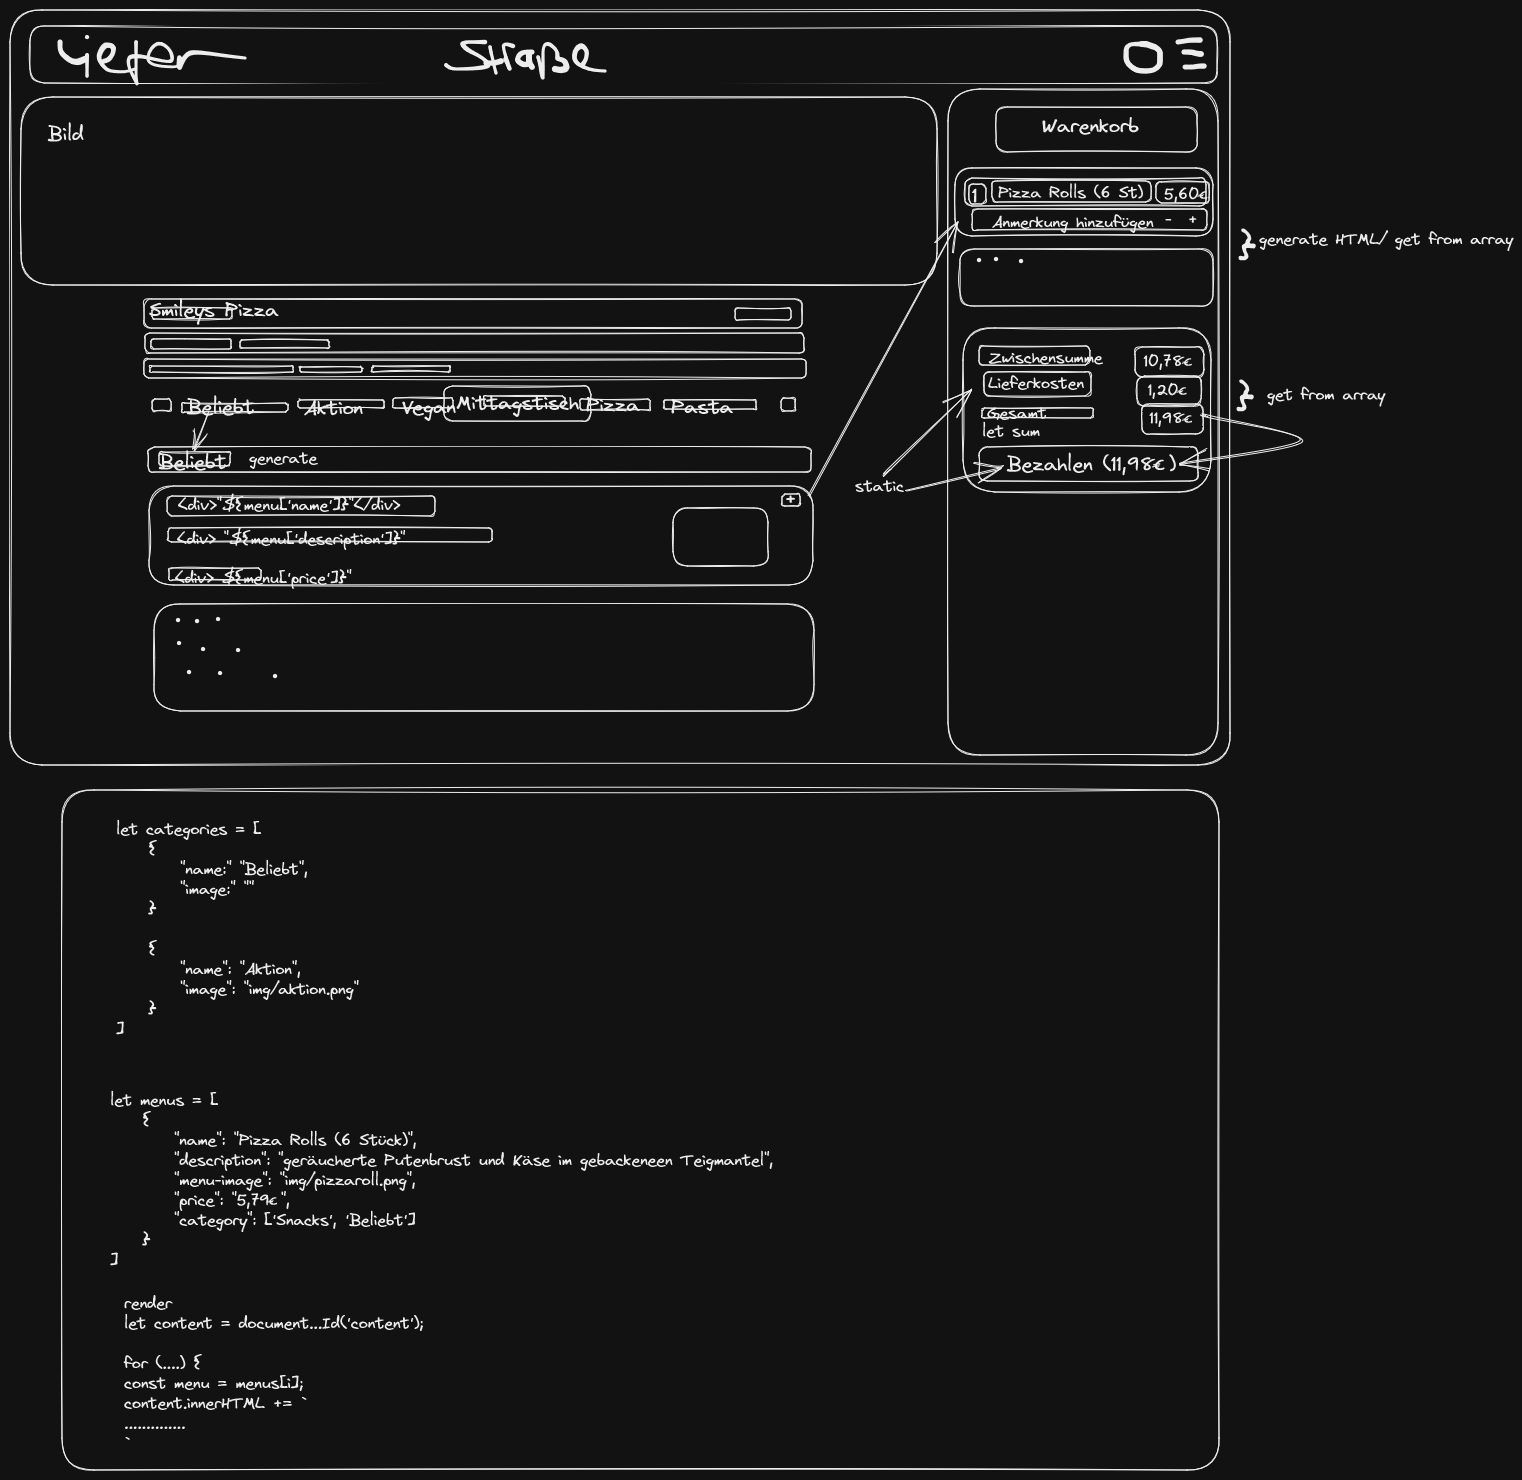 Liefer Straße
Bild
Warenkorb
1 Pizza Rolls (6 St) 5,60€
Anmerkung hinzufügen - +
} generate HTML/ get from array
Smileys Pizza
Zwischensumme 10,78€
Lieferkosten 1,20€
} get from array
Gesamt 11,98€
let sum
Beliebt Aktion Vegan Mittagstisch Pizza Pasta
Beliebt generate
Bezahlen (11,98€)
static
<div>"${menu['name']}"</div> +
<div> "${menu['description']}"
<div> ${menu['price']}"
let categories = [
{
"name:" "Beliebt",
"image:" ""
}
{
"name": "Aktion",
"image": "img/aktion.png"
}
]
let menus = [
{
"name": "Pizza Rolls (6 Stück)",
"description": "geräucherte Putenbrust und Käse im gebackeneen Teigmantel",
"menu-image": "img/pizzaroll.png",
"price": "5,79€",
"category": ['Snacks', 'Beliebt']
}
]
render
let content = document...Id('content');
for (....) {
const menu = menus[i];
content.innerHTML += `
..............
`